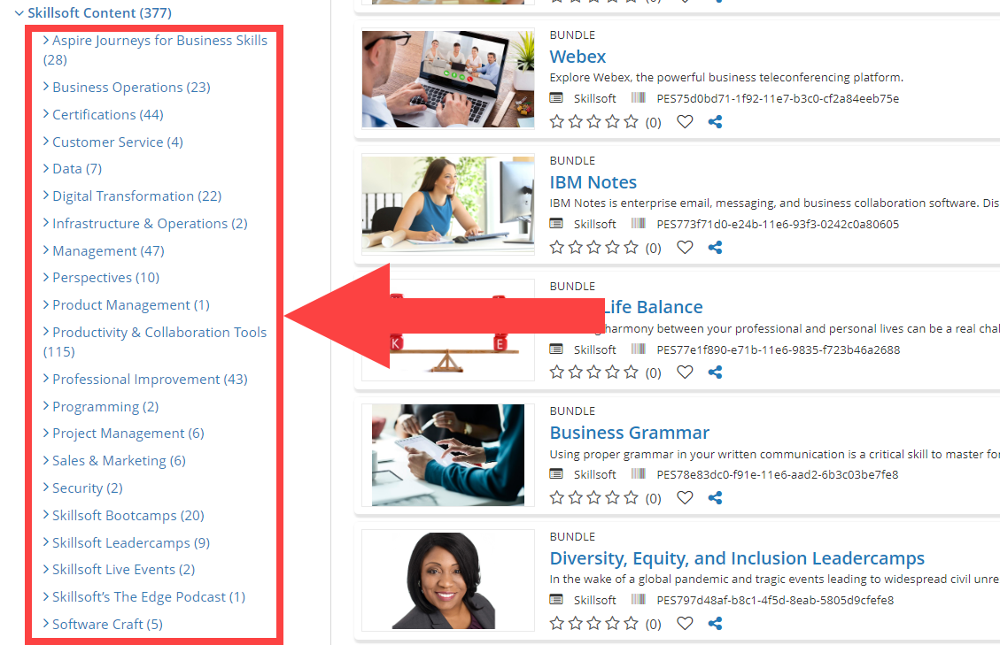 Skillsoft Content (377)
Aspire Journeys for Business Skills
(28)
Business Operations (23)
Certifications (44)
Customer Service (4)
Data (7)
Digital Transformation (22)
Infrastructure & Operations (2)
Management (47)
Perspectives (10)
Product Management (1)
Productivity & Collaboration Tools
(115)
Professional Improvement (43)
Programming (2)
Project Management (6)
Sales & Marketing (6)
Security (2)
Skillsoft Bootcamps (20)
Skillsoft Leadercamps (9)
Skillsoft Live Events (2)
Skillsoft’s The Edge Podcast (1)
Software Craft (5)
BUNDLE
Webex
Explore Webex, the powerful business teleconferencing platform.
Skillsoft PES75d0bd71-1f92-11e7-b3c0-cf2a84eeb75e
(0)
BUNDLE
IBM Notes
IBM Notes is enterprise email, messaging, and business collaboration software. Dis
Skillsoft PES773f71d0-e24b-11e6-93f3-0242c0a80605
(0)
BUNDLE
Life Balance
harmony between your professional and personal lives can be a real chal
K E
Skillsoft PES77e1f890-e71b-11e6-9835-f723b46a2688
(0)
BUNDLE
Business Grammar
Using proper grammar in your written communication is a critical skill to master for
Skillsoft PES78e83dc0-f91e-11e6-aad2-6b3c03be7fe8
(0)
BUNDLE
Diversity, Equity, and Inclusion Leadercamps
In the wake of a global pandemic and tragic events leading to widespread civil unre
Skillsoft PES797d48af-b8c1-4f5d-8eab-5805d9cfefe8
(0)